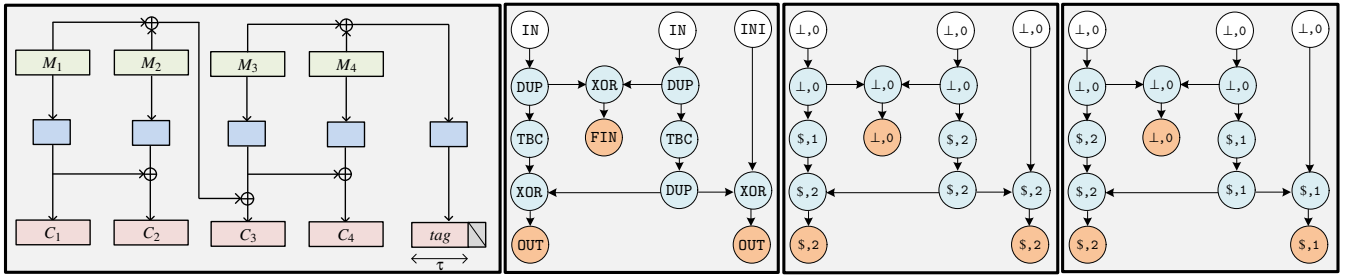 M1 M2 M3 M4
C1 C2 C3 C4 tag
τ
IN IN INI
DUP XOR DUP
TBC FIN TBC
XOR DUP XOR
OUT OUT
⊥,0 ⊥,0 ⊥,0
⊥,0 ⊥,0 ⊥,0
$,1 ⊥,0 $,2
$,2 $,2 $,2
$,2 $,2
⊥,0 ⊥,0 ⊥,0
⊥,0 ⊥,0 ⊥,0
$,2 ⊥,0 $,1
$,2 $,1 $,1
$,2 $,1